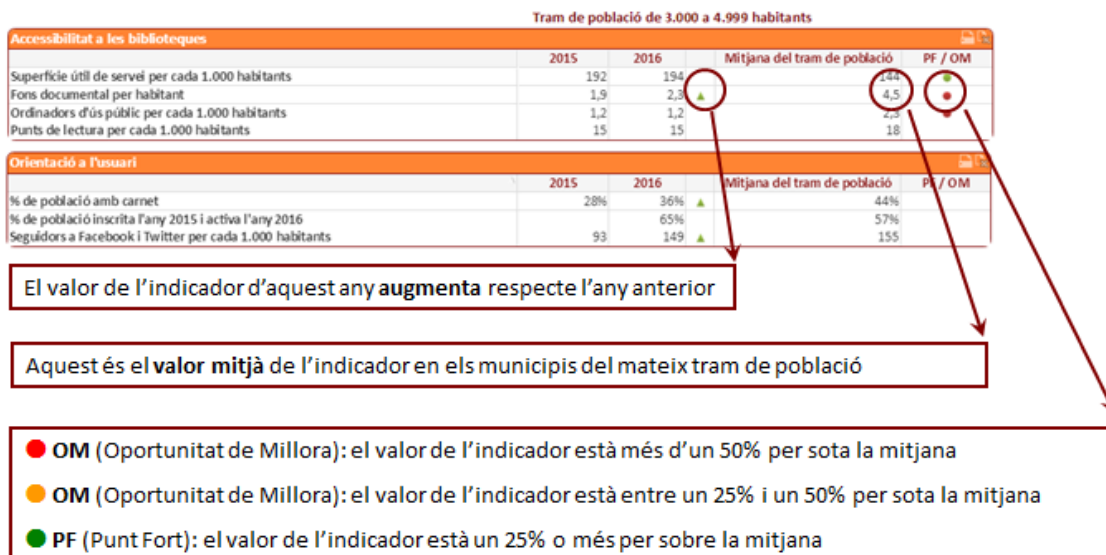 Tram de població de 3.000 a 4.999 habitants
Accessibilitat a les biblioteques
2015 2016 Mitjana del tram de població PF / OM
Superfície útil de servei per cada 1.000 habitants 192 194 144
Fons documental per habitant 1,9 2,3 4,5
Ordinadors d'ús públic per cada 1.000 habitants 1,2 1,2 2,3
Punts de lectura per cada 1.000 habitants 15 15 18
Orientació a l'usuari
2015 2016 Mitjana del tram de població PF / OM
% de població amb carnet 28% 36% 44%
% de població inscrita l'any 2015 i activa l'any 2016 65% 57%
Seguidors a Facebook i Twitter per cada 1.000 habitants 93 149 155
El valor de l'indicador d'aquest any augmenta respecte l'any anterior
Aquest és el valor mitjà de l'indicador en els municipis del mateix tram de població
OM (Oportunitat de Millora): el valor de l'indicador està més d'un 50% per sota la mitjana
OM (Oportunitat de Millora): el valor de l'indicador està entre un 25% i un 50% per sota la mitjana
PF (Punt Fort): el valor de l'indicador està un 25% o més per sobre la mitjana